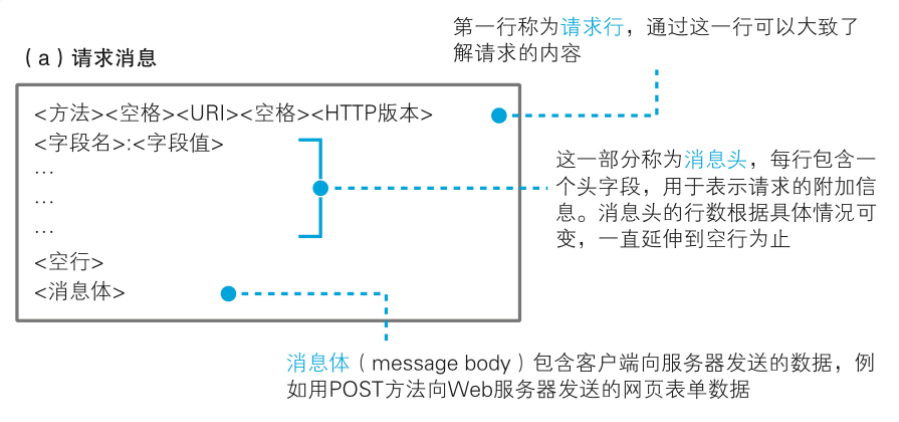 第一行称为请求行，通过这一行可以大致了
解请求的内容
（a）请求消息
<方法><空格><URI><空格><HTTP版本>
<字段名>:<字段值>
…
…
…
<空行>
<消息体>
这一部分称为消息头，每行包含一
个头字段，用于表示请求的附加信
息。消息头的行数根据具体情况可
变，一直延伸到空行为止
消息体（message body）包含客户端向服务器发送的数据，例
如用POST方法向Web服务器发送的网页表单数据